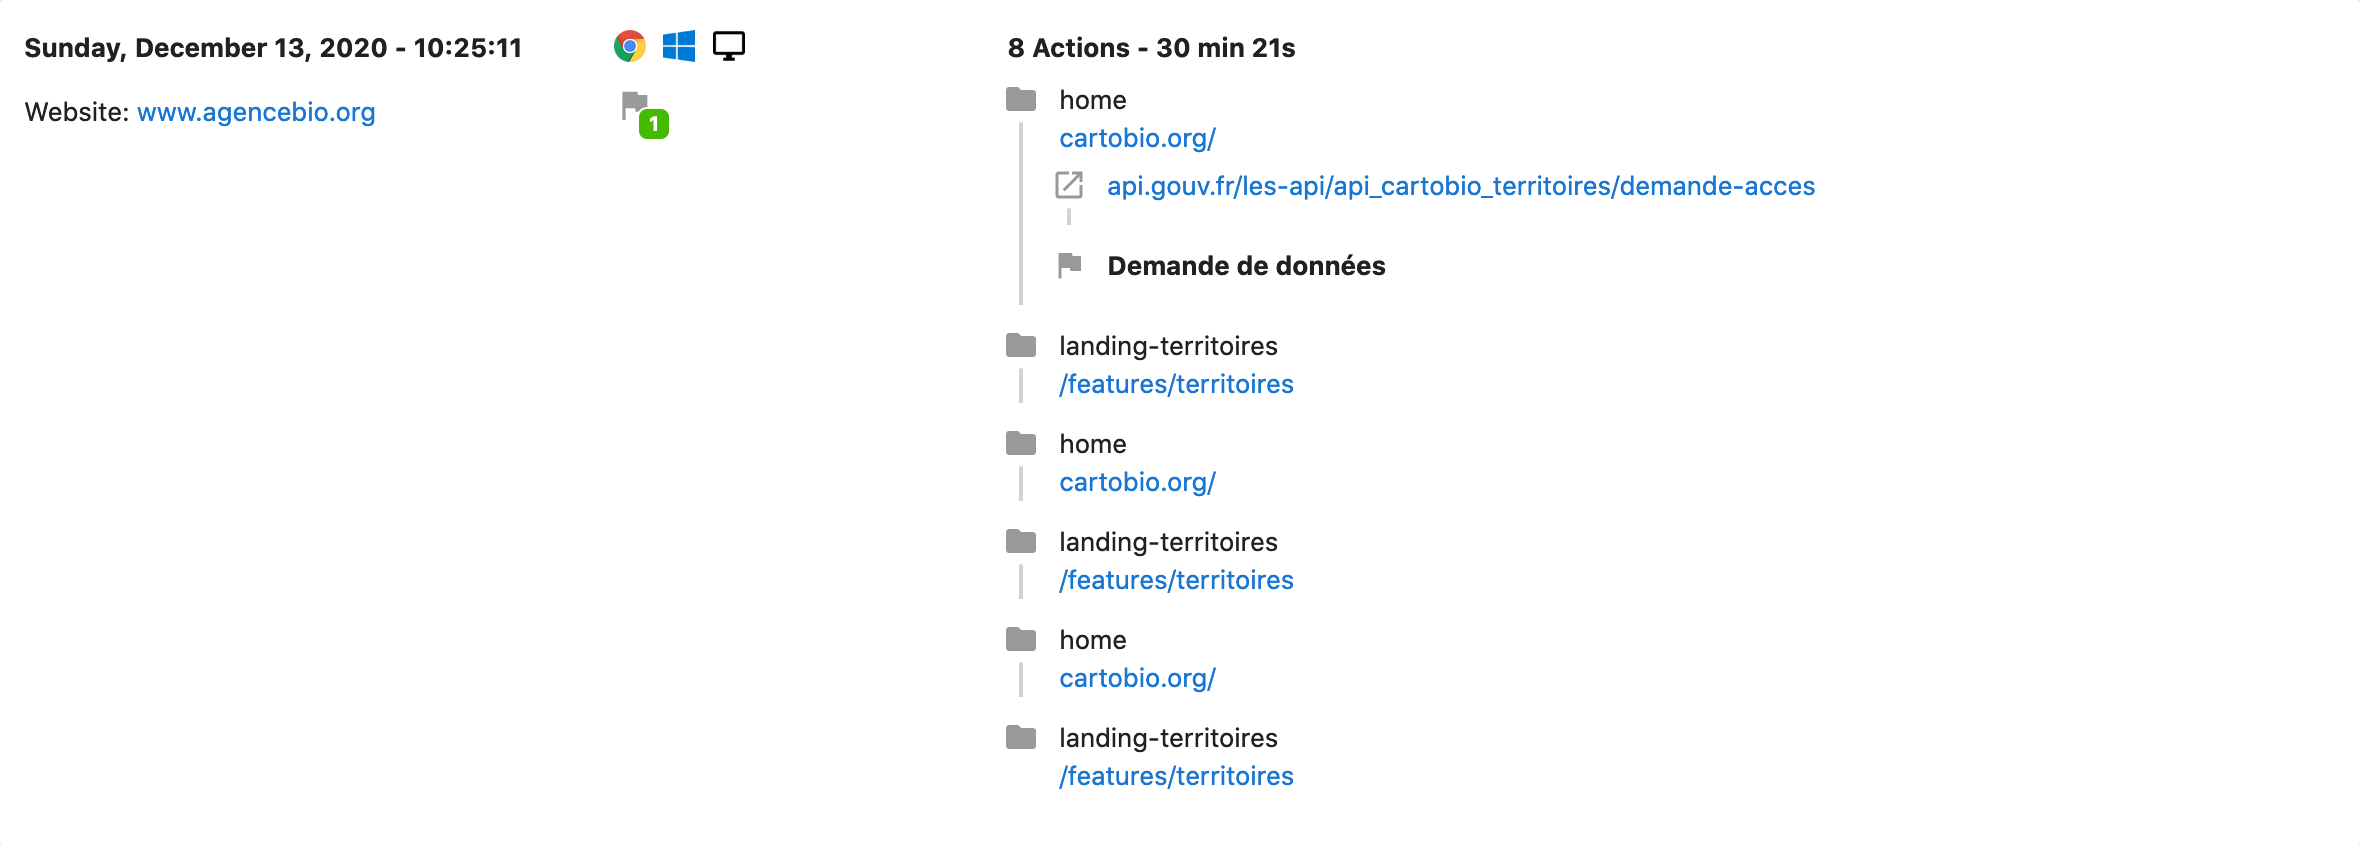 Sunday, December 13, 2020 - 10:25:11
Website: www.agencebio.org
1
8 Actions - 30 min 21s
home
cartobio.org/
api.gouv.fr/les-api/api_cartobio_territoires/demande-acces
Demande de données
landing-territoires
/features/territoires
home
cartobio.org/
landing-territoires
/features/territoires
home
cartobio.org/
landing-territoires
/features/territoires